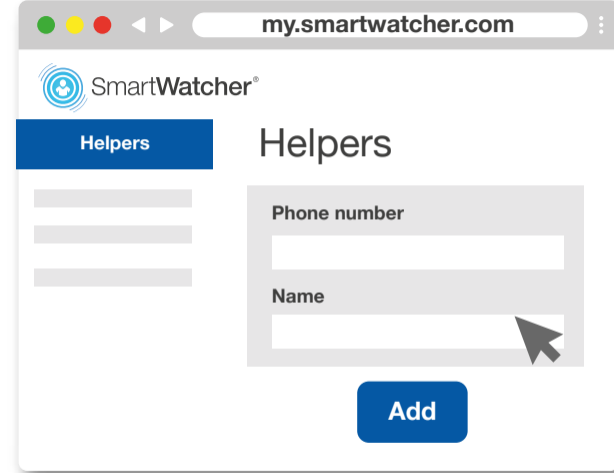 my.smartwatcher.com
SmartWatcher®
Helpers
Helpers
Phone number
Name
Add